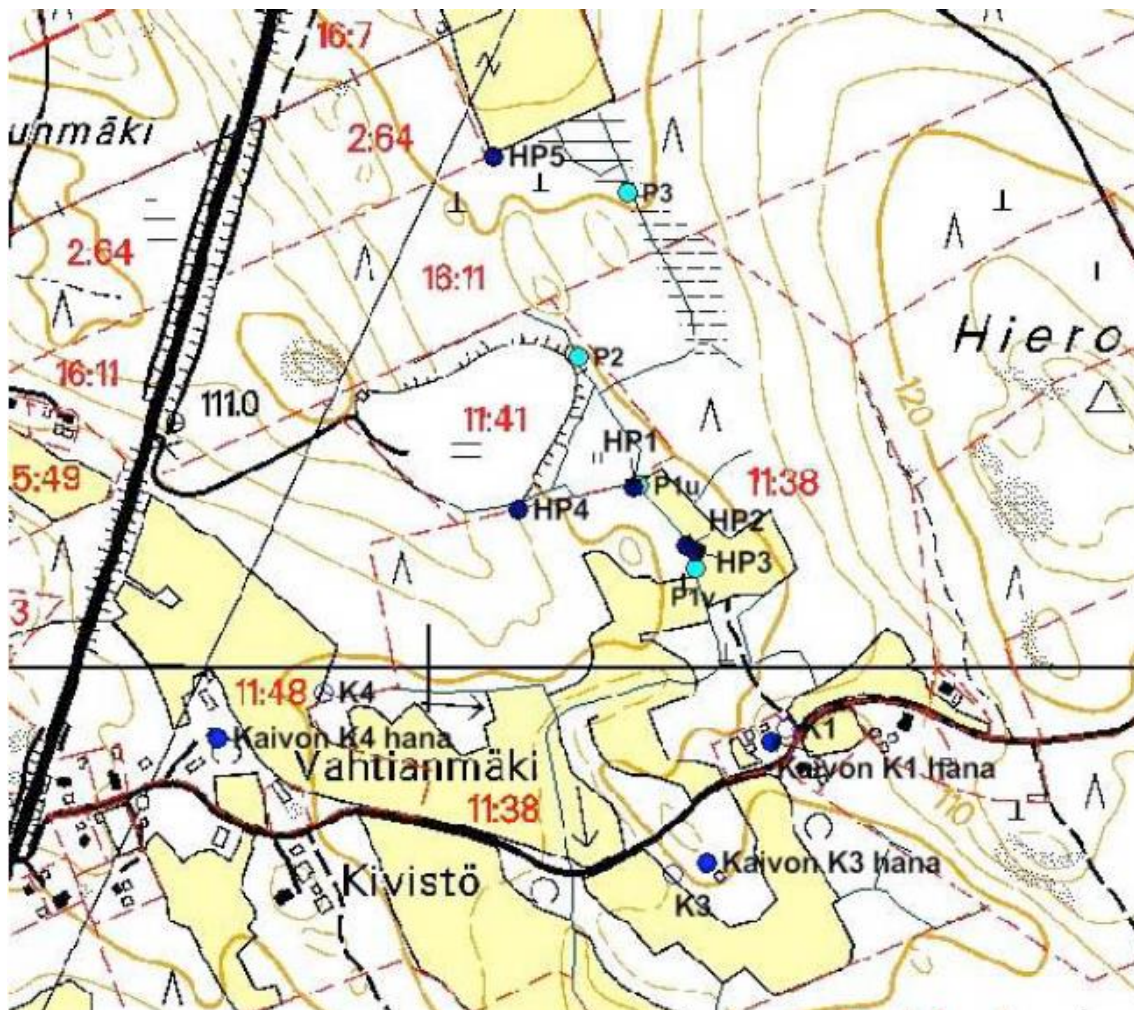 16:7
2:64
unmäki
HP5
P3
2:64
16:11
Hiero
P2
16:11
111.0
11:41
120
HP1
5:49
P1u
11:38
HP4
HP2
HP3
P1v
3
11:48
K4
K1
Kaivon K4 hana
Vahtianmäki
Kaivon K1 hana
11:38
110
Kaivon K3 hana
Kivistö
K3